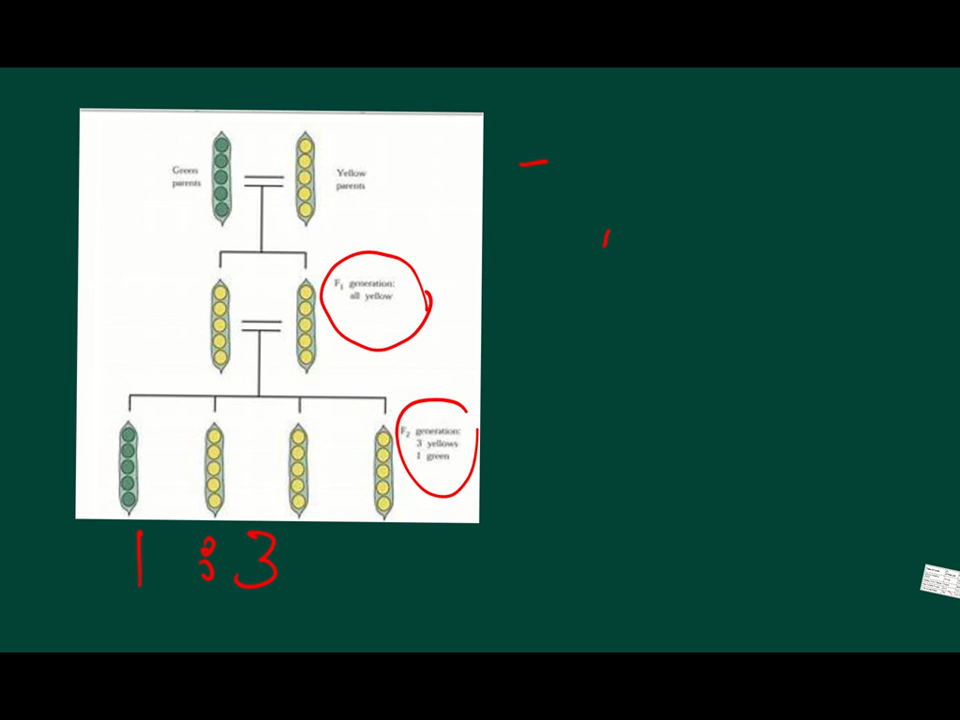 Green
parents
Yellow
parents
F1 generation:
all yellow
F2 generation:
3 yellows
1 green
1 : 3